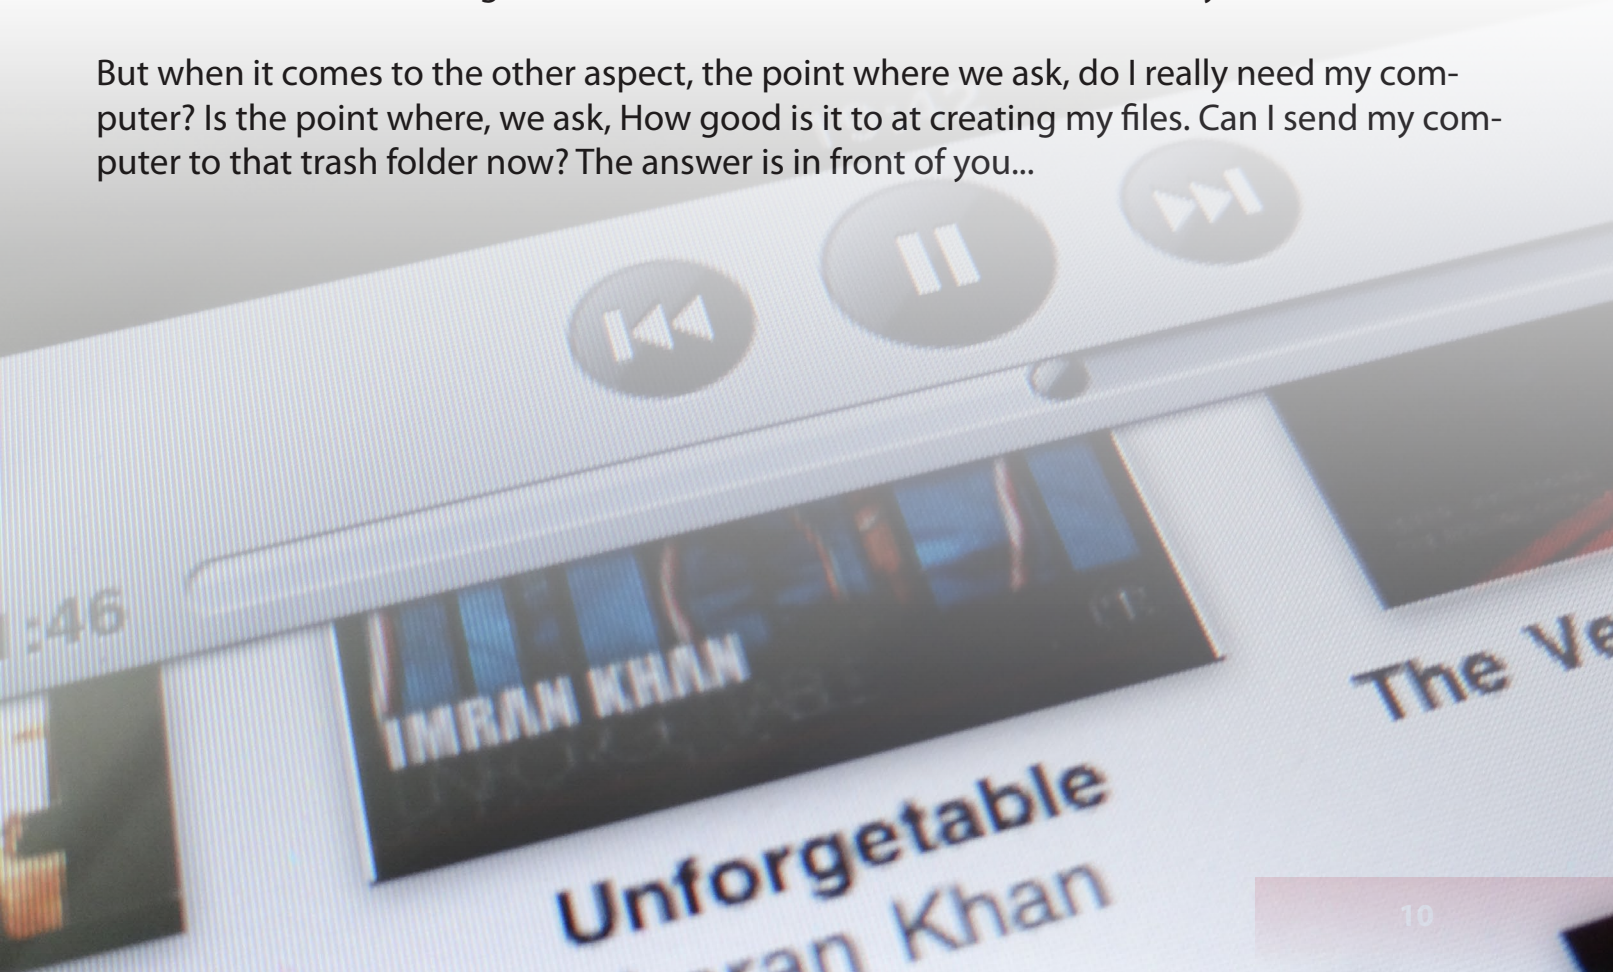 But when it comes to the other aspect, the point where we ask, do I really need my com-
puter? Is the point where, we ask, How good is it to at creating my files. Can I send my com-
puter to that trash folder now? The answer is in front of you...
:46
IMRAN KHAN
Unforgetable
The Ve
ran Khan
10